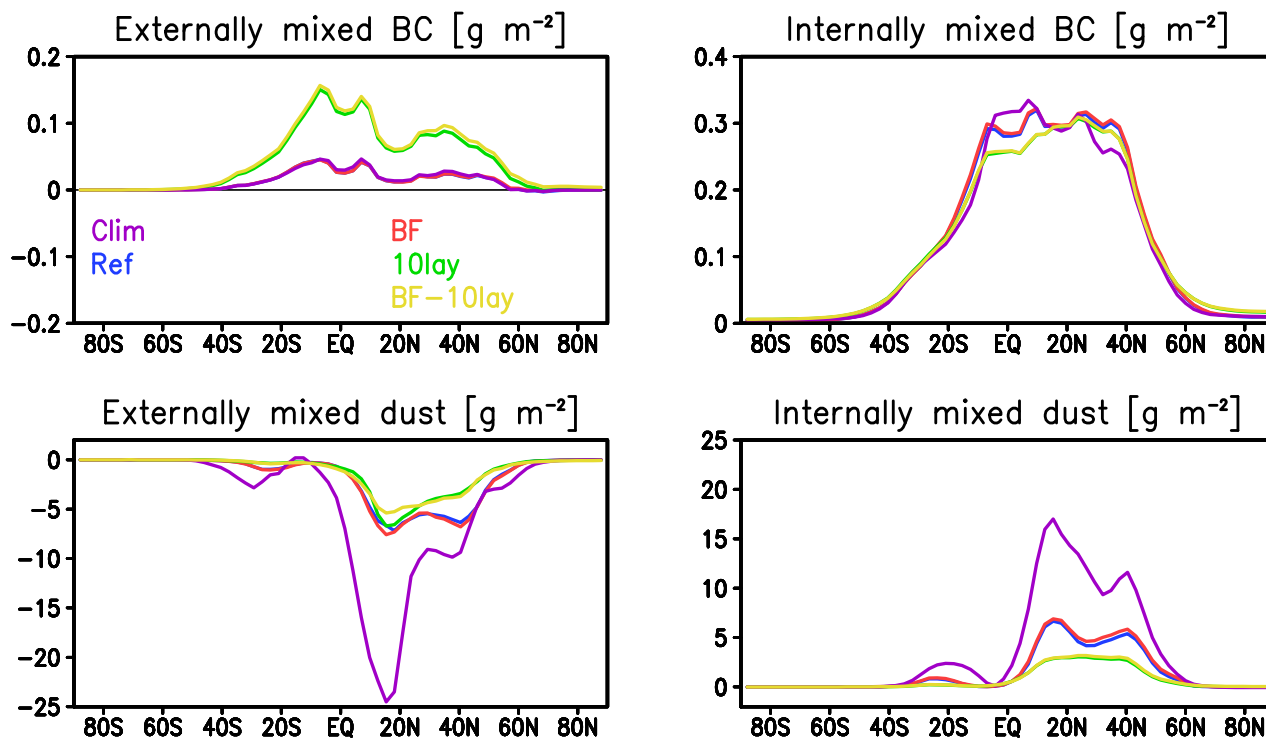 Externally mixed BC [g m⁻²]
0.2
0.1
0
−0.1
−0.2
Clim
Ref
BF
10lay
BF−10lay
80S 60S 40S 20S EQ 20N 40N 60N 80N
Internally mixed BC [g m⁻²]
0.4
0.3
0.2
0.1
0
80S 60S 40S 20S EQ 20N 40N 60N 80N
Externally mixed dust [g m⁻²]
0
−5
−10
−15
−20
−25
80S 60S 40S 20S EQ 20N 40N 60N 80N
Internally mixed dust [g m⁻²]
25
20
15
10
5
0
80S 60S 40S 20S EQ 20N 40N 60N 80N